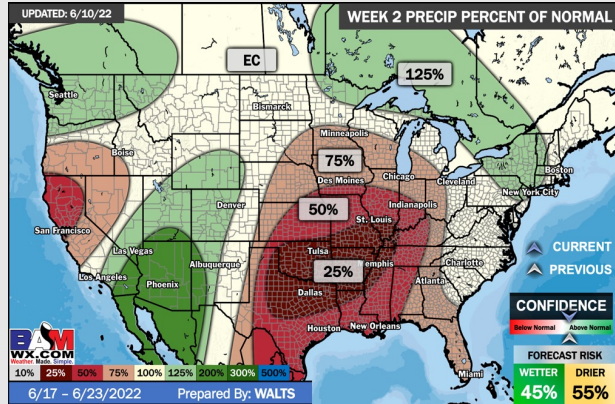 UPDATED: 6/10/22
WEEK 2 PRECIP PERCENT OF NORMAL
EC
125%
Seattle
Bismarck
Minneapolis
Boise
75%
Boston
Des Moines
Chicago
Cleveland
New York City
50%
Denver
Indianapolis
St. Louis
San Francisco
Las Vegas
Tulsa
CURRENT
Albuquerque
25%
Memphis
Charlotte
PREVIOUS
Los Angeles
Phoenix
Atlanta
Dallas
CONFIDENCE
Houston
New Orleans
Below Normal
Above Normal
BAM
WX.COM
Weather. Made. Simple.
Miami
FORECAST RISK
10% 25% 50% 75% 100% 125% 200% 300% 500%
WETTER
DRIER
45%
55%
6/17 – 6/23/2022
Prepared By: WALTS